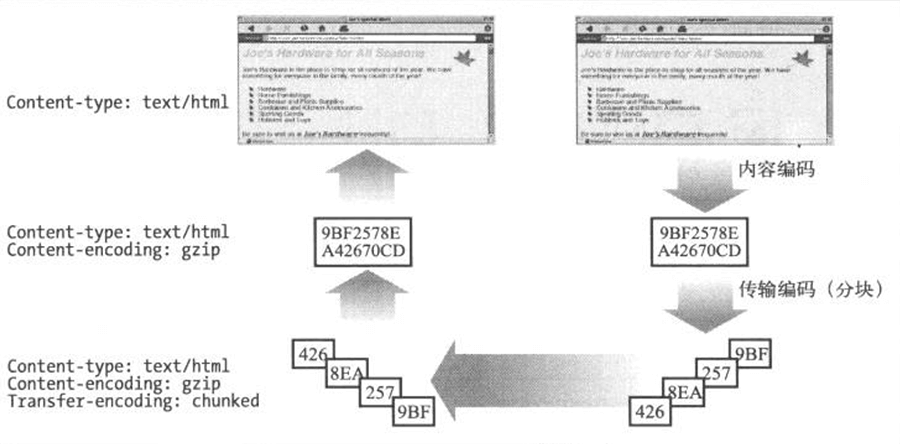 Joe's Hardware for All Seasons
Joe's Hardware is the place to shop for all seasons of the year. We have
something for everyone in the family, every month of the year!
Hardware
Home Furnishings
Barbecue and Picnic Supplies
Cookware and Kitchen Accessories
Sporting Goods
Hobbies and Toys
Be sure to visit us at Joe's Hardware frequently!
Joe's Hardware for All Seasons
Joe's Hardware is the place to shop for all seasons of the year. We have
something for everyone in the family, every month of the year!
Hardware
Home Furnishings
Barbecue and Picnic Supplies
Cookware and Kitchen Accessories
Sporting Goods
Hobbies and Toys
Be sure to visit us at Joe's Hardware frequently!
Content-type: text/html
内容编码
Content-type: text/html
Content-encoding: gzip
9BF2578E
A42670CD
9BF2578E
A42670CD
传输编码（分块）
Content-type: text/html
Content-encoding: gzip
Transfer-encoding: chunked
426
8EA
257
9BF
9BF
257
8EA
426